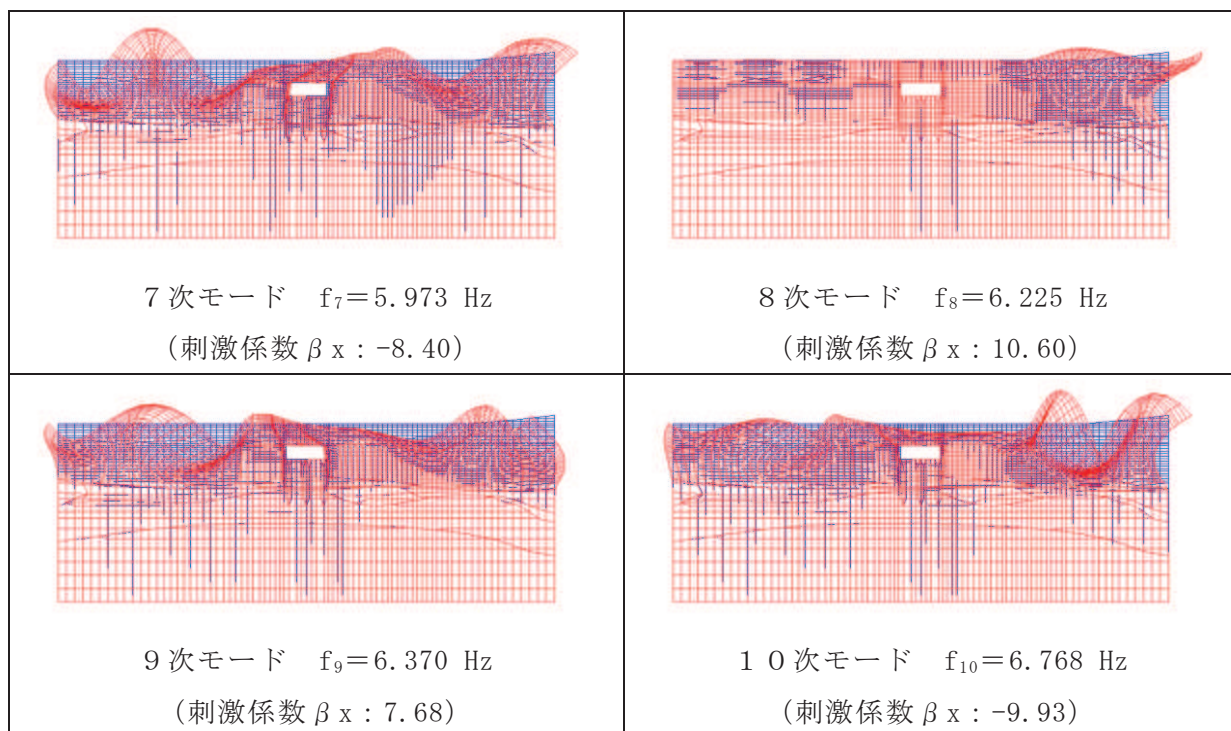 7次モード f₇=5.973 Hz
(刺激係数βx:-8.40)
8次モード f₈=6.225 Hz
(刺激係数βx:10.60)
9次モード f₉=6.370 Hz
(刺激係数βx:7.68)
10次モード f₁₀=6.768 Hz
(刺激係数βx:-9.93)